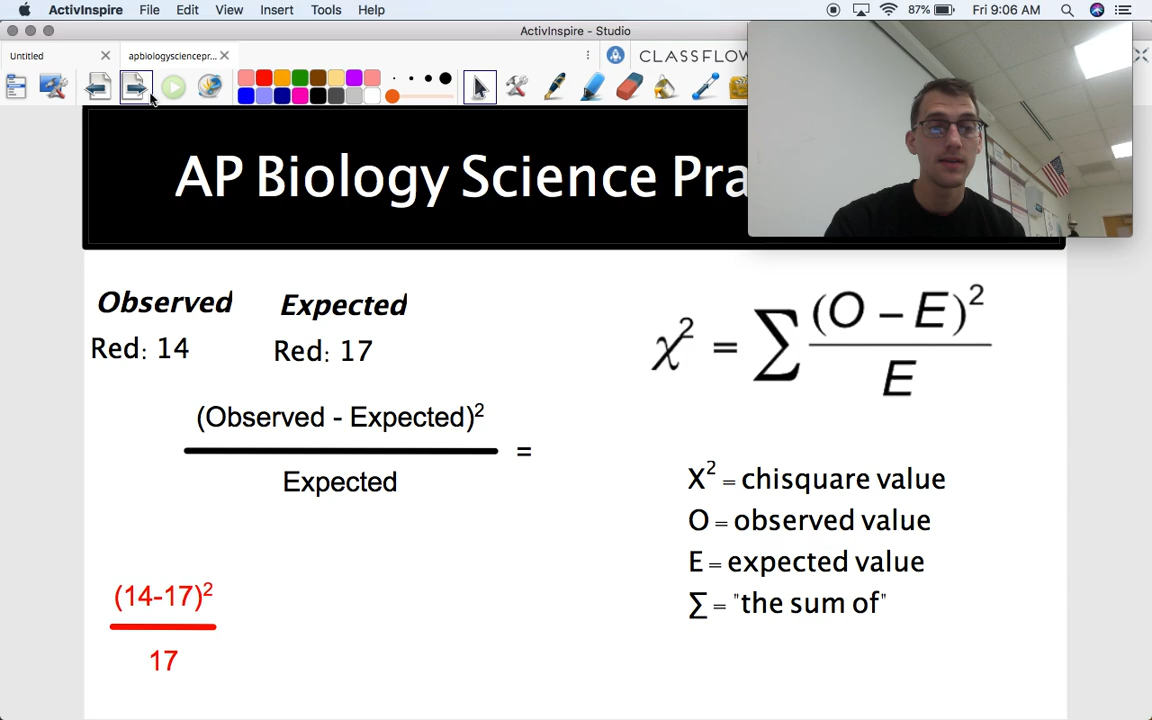 ActivInspire File Edit View Insert Tools Help 87% Fri 9:06 AM
ActivInspire - Studio
Untitled apbiologysciencepr...
CLASSFLOW
AP Biology Science Pra
Observed Expected
Red: 14 Red: 17
(Observed - Expected)²
=
Expected
χ² = ∑ (O – E)²
E
X² = chisquare value
O = observed value
E = expected value
∑ = "the sum of"
(14-17)²
17